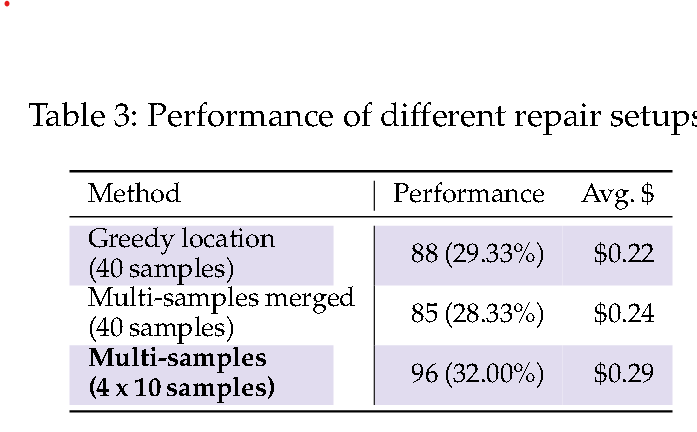 Table 3: Performance of different repair setups
Method Performance Avg. $
Greedy location
(40 samples) 88 (29.33%) $0.22
Multi-samples merged
(40 samples) 85 (28.33%) $0.24
Multi-samples
(4 x 10 samples) 96 (32.00%) $0.29